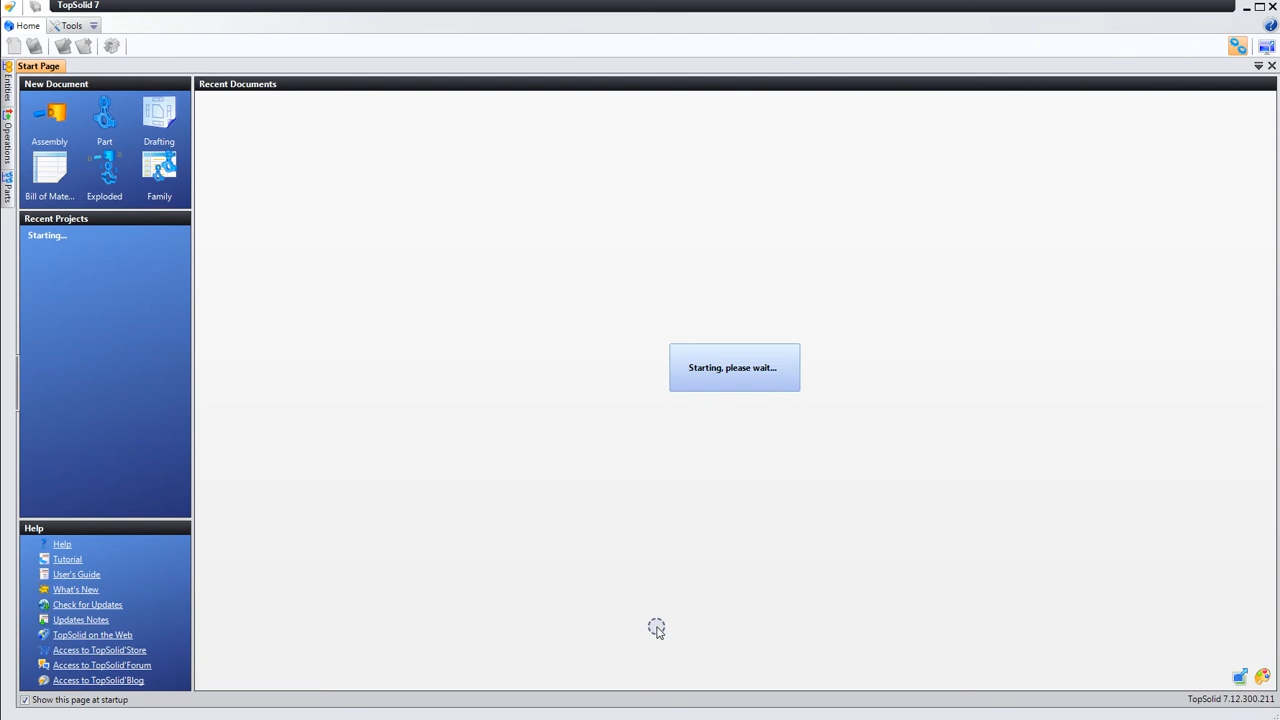 TopSolid 7
Home Tools
Start Page
Entities
Operations
Parts
New Document
Assembly Part Drafting
Bill of Mate... Exploded Family
Recent Projects
Starting...
Recent Documents
Starting, please wait...
Help
Help
Tutorial
User's Guide
What's New
Check for Updates
Updates Notes
TopSolid on the Web
Access to TopSolid'Store
Access to TopSolid'Forum
Access to TopSolid'Blog
Show this page at startup
TopSolid 7.12.300.211